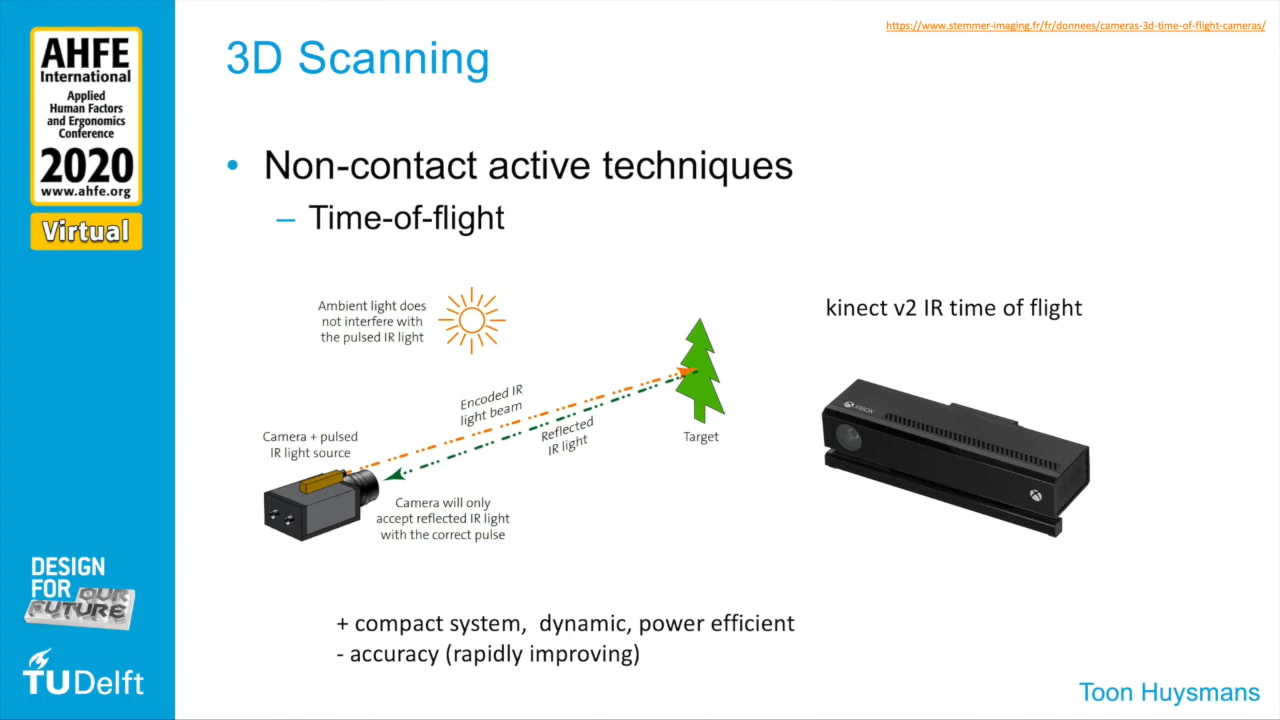 https://www.stemmer-imaging.fr/fr/donnees/cameras-3d-time-of-flight-cameras/
AHFE
International
Applied
Human Factors
and Ergonomics
Conference
2020
www.ahfe.org
Virtual
3D Scanning
• Non-contact active techniques
– Time-of-flight
Ambient light does
not interfere with
the pulsed IR light
kinect v2 IR time of flight
Encoded IR
light beam
Reflected
IR light
Target
Camera + pulsed
IR light source
Camera will only
accept reflected IR light
with the correct pulse
XBOX
+ compact system, dynamic, power efficient
- accuracy (rapidly improving)
DESIGN
FOR OUR
FUTURE
TUDelft
Toon Huysmans